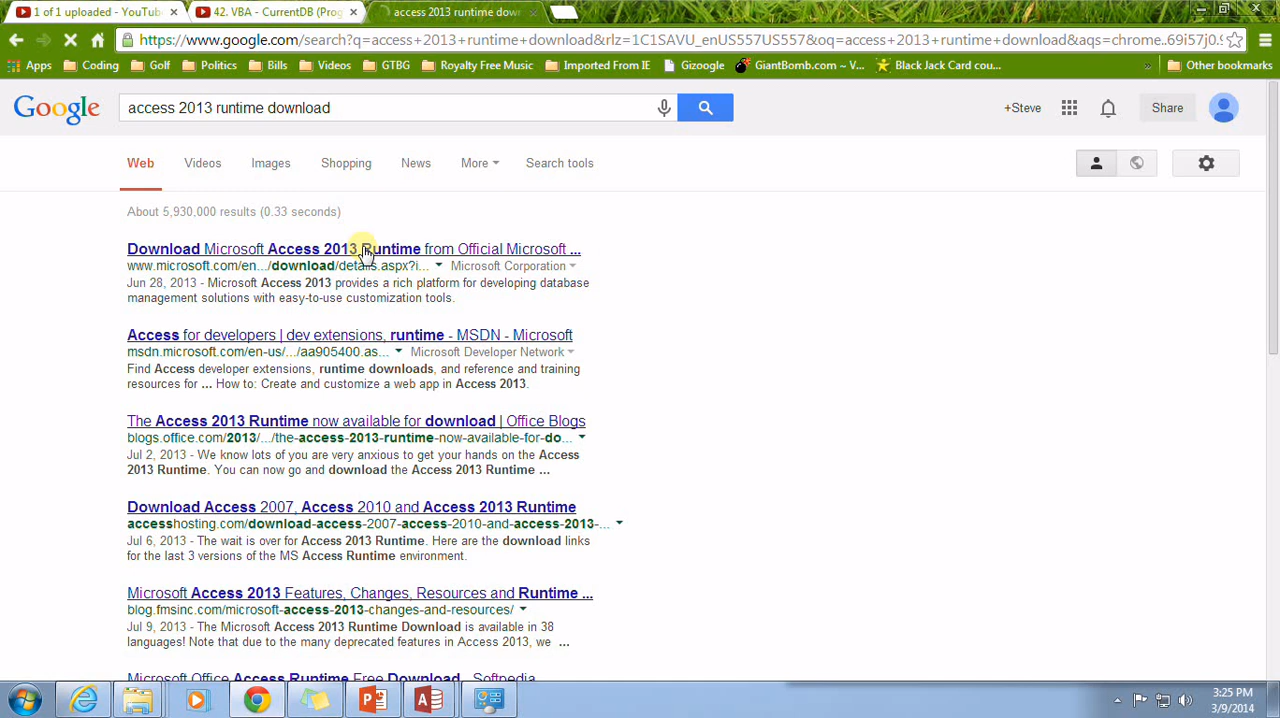 1 of 1 uploaded - YouTub
42. VBA - CurrentDB (Prog
access 2013 runtime dow
https://www.google.com/search?q=access+2013+runtime+download&rlz=1C1SAVU_enUS557US557&oq=access+2013+runtime+download&aqs=chrome..69i57j0.9
Apps Coding Golf Politics Bills Videos GTBG Royalty Free Music Imported From IE Gizoogle GiantBomb.com ~ V... Black Jack Card cou... » Other bookmarks
Google access 2013 runtime download +Steve Share
Web Videos Images Shopping News More Search tools
About 5,930,000 results (0.33 seconds)
Download Microsoft Access 2013 Runtime from Official Microsoft ...
www.microsoft.com/en.../download/details.aspx?i... Microsoft Corporation
Jun 28, 2013 - Microsoft Access 2013 provides a rich platform for developing database
management solutions with easy-to-use customization tools.
Access for developers | dev extensions, runtime - MSDN - Microsoft
msdn.microsoft.com/en-us/.../aa905400.as... Microsoft Developer Network
Find Access developer extensions, runtime downloads, and reference and training
resources for ... How to: Create and customize a web app in Access 2013.
The Access 2013 Runtime now available for download | Office Blogs
blogs.office.com/2013/.../the-access-2013-runtime-now-available-for-do...
Jul 2, 2013 - We know lots of you are very anxious to get your hands on the Access
2013 Runtime. You can now go and download the Access 2013 Runtime ...
Download Access 2007, Access 2010 and Access 2013 Runtime
accesshosting.com/download-access-2007-access-2010-and-access-2013-...
Jul 6, 2013 - The wait is over for Access 2013 Runtime. Here are the download links
for the last 3 versions of the MS Access Runtime environment.
Microsoft Access 2013 Features, Changes, Resources and Runtime ...
blog.fmsinc.com/microsoft-access-2013-changes-and-resources/
Jul 9, 2013 - The Microsoft Access 2013 Runtime Download is available in 38
languages! Note that due to the many deprecated features in Access 2013, we ...
Microsoft Office Access Runtime Free Download - Softpedia
3:25 PM
3/9/2014